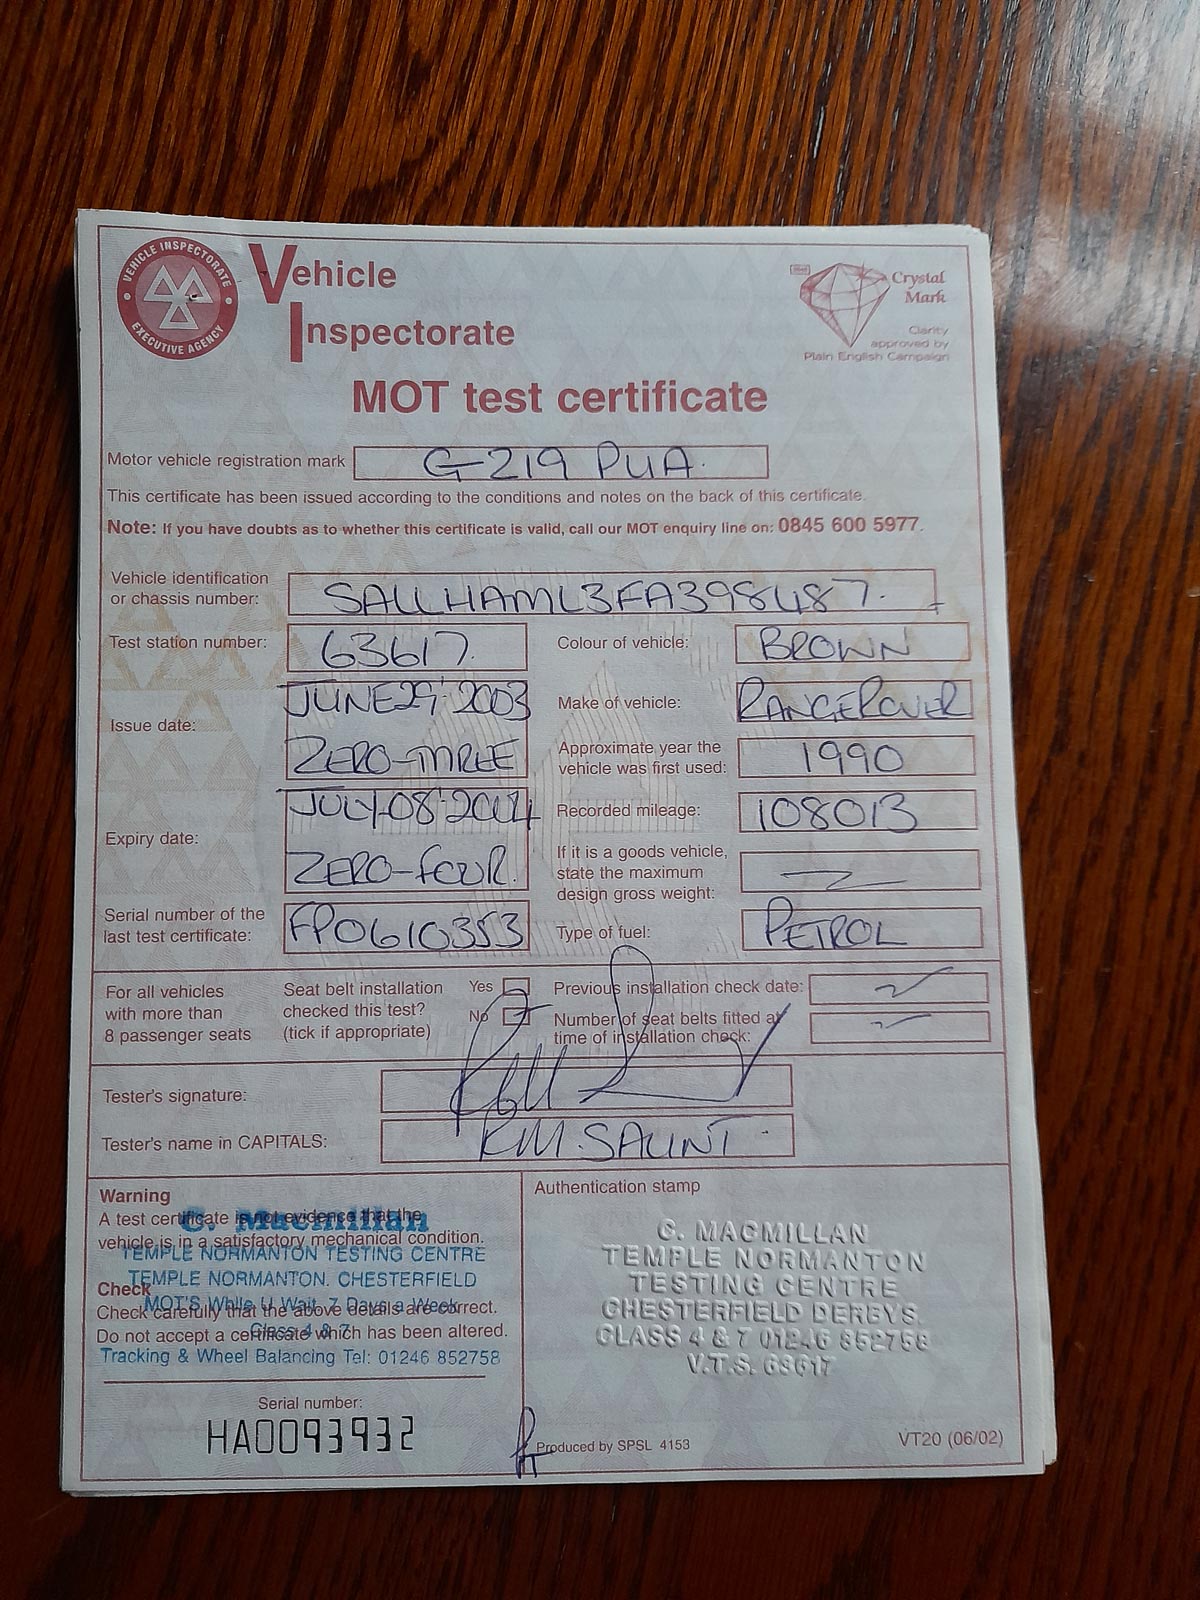 VEHICLE INSPECTORATE
EXECUTIVE AGENCY
Vehicle
Inspectorate
Crystal
Mark
Clarity
approved by
Plain English Campaign
MOT test certificate
Motor vehicle registration mark G-219 PUA.
This certificate has been issued according to the conditions and notes on the back of this certificate.
Note: If you have doubts as to whether this certificate is valid, call our MOT enquiry line on: 0845 600 5977.
Vehicle identification
or chassis number: SALLHAML3FA398487.
Test station number: 63617. Colour of vehicle: BROWN
Issue date: JUNE 29' 2003
ZERO-THREE
Make of vehicle: RANGEROVER
Approximate year the
vehicle was first used: 1990
Expiry date: JULY-08'2004
ZERO-FOUR.
Recorded mileage: 108013
If it is a goods vehicle,
state the maximum
design gross weight:
Serial number of the
last test certificate: FP0610353
Type of fuel: PETROL
For all vehicles
with more than
8 passenger seats
Seat belt installation
checked this test?
(tick if appropriate)
Yes
No
Previous installation check date:
Number of seat belts fitted at
time of installation check:
Tester's signature:
Tester's name in CAPITALS: K.M. SAUNT.
Warning
A test certificate is not evidence that the
vehicle is in a satisfactory mechanical condition.
Check
Check carefully that the above details are correct.
Do not accept a certificate which has been altered.
C. Macmillan
TEMPLE NORMANTON TESTING CENTRE
TEMPLE NORMANTON. CHESTERFIELD
MOT'S While U Wait 7 Days a Week
Class 4 & 7
Tracking & Wheel Balancing Tel: 01246 852758
Serial number:
HA0093932
Authentication stamp
C. MACMILLAN
TEMPLE NORMANTON
TESTING CENTRE
CHESTERFIELD DERBYS.
CLASS 4 & 7 01246 852758
V.T.S. 63617
Produced by SPSL 4153
VT20 (06/02)